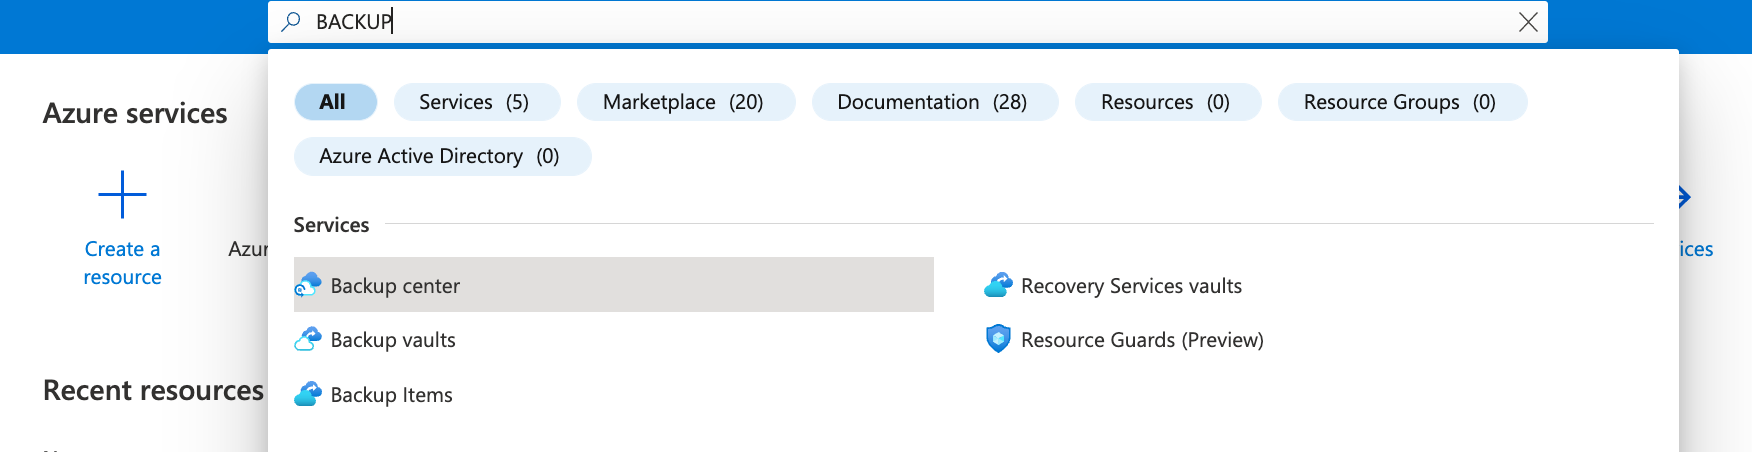 BACKUP
All Services (5) Marketplace (20) Documentation (28) Resources (0) Resource Groups (0)
Azure Active Directory (0)
Azure services
Create a
resource
Azur
ices
Services
Backup center
Recovery Services vaults
Backup vaults
Resource Guards (Preview)
Backup Items
Recent resources